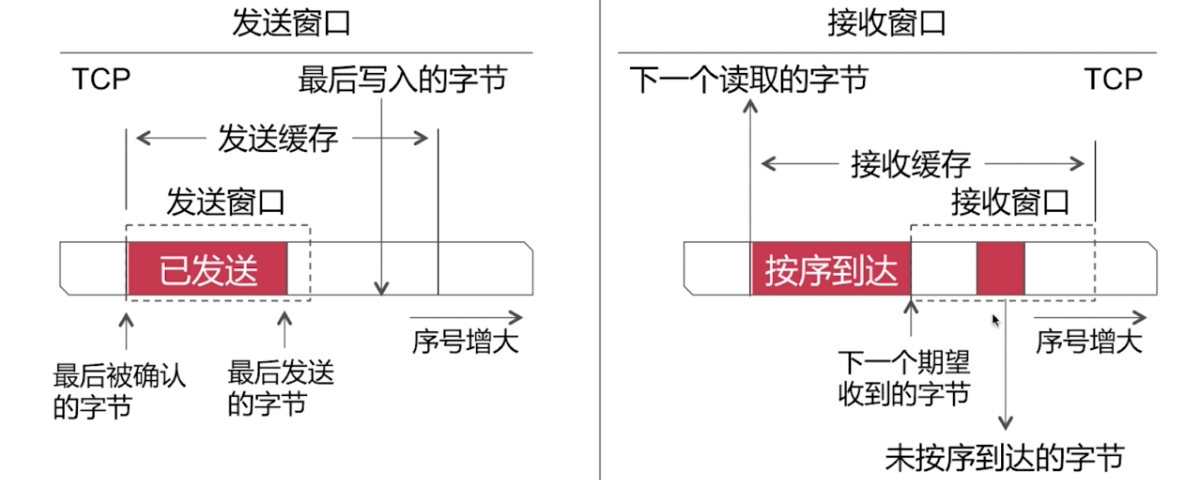 发送窗口
TCP
最后写入的字节
发送缓存
发送窗口
已发送
序号增大
最后被确认
的字节
最后发送
的字节
接收窗口
下一个读取的字节
TCP
接收缓存
接收窗口
按序到达
序号增大
下一个期望
收到的字节
未按序到达的字节